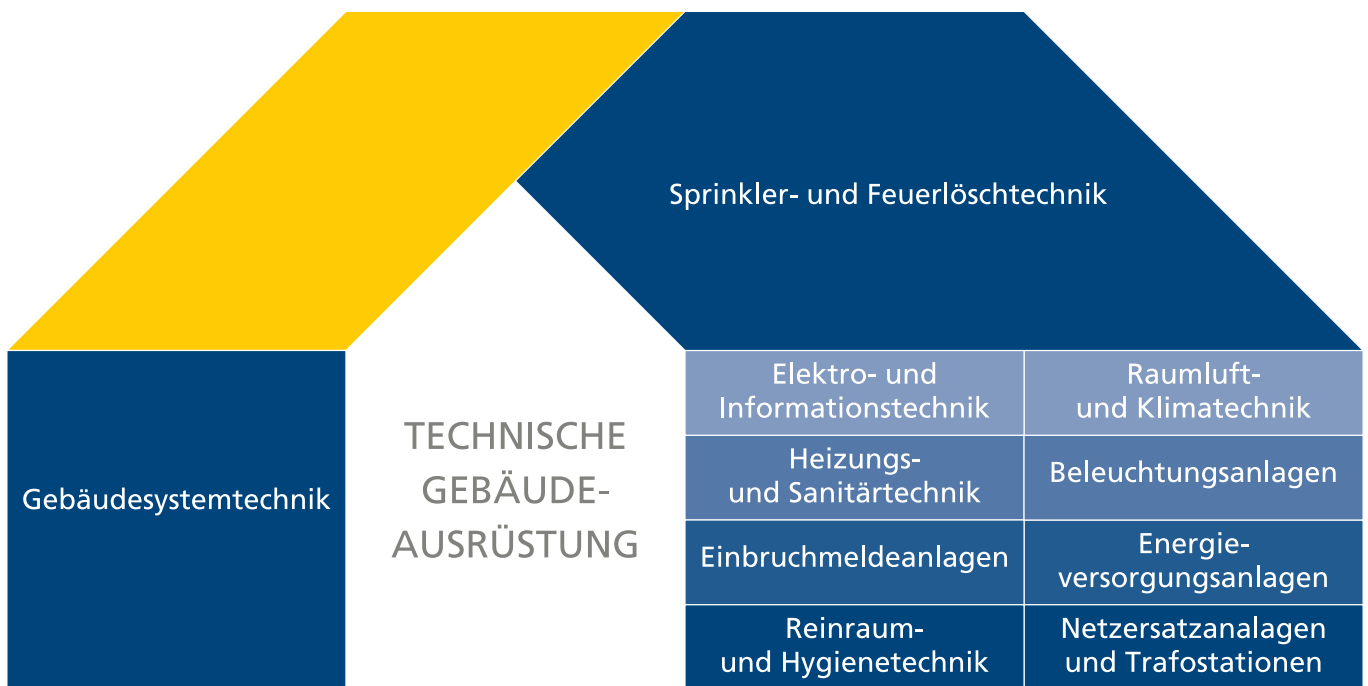 Sprinkler- und Feuerlöschtechnik
Gebäudesystemtechnik
TECHNISCHE
GEBÄUDE-
AUSRÜSTUNG
Elektro- und
Informationstechnik
Raumluft-
und Klimatechnik
Heizungs-
und Sanitärtechnik
Beleuchtungsanlagen
Einbruchmeldeanlagen
Energie-
versorgungsanlagen
Reinraum-
und Hygienetechnik
Netzersatzanalagen
und Trafostationen